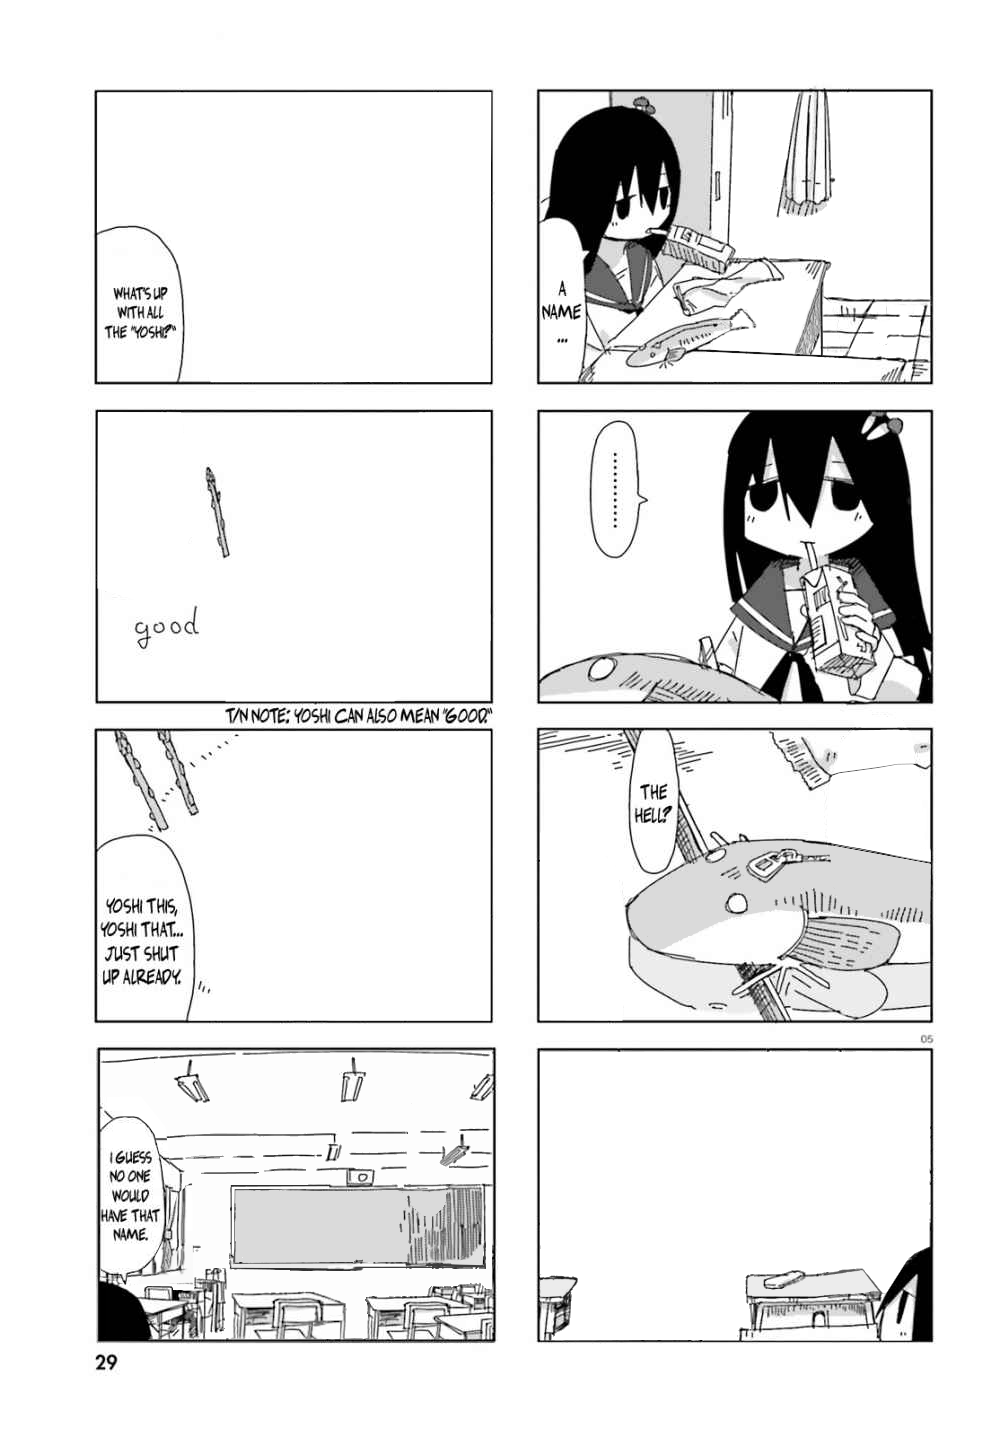 A
NAME
...
..........
THE
HELL?
05
WHAT'S UP
WITH ALL
THE "YOSHI?"
good
T/N NOTE: YOSHI CAN ALSO MEAN "GOOD."
YOSHI THIS,
YOSHI THAT...
JUST SHUT
UP ALREADY.
I GUESS
NO ONE
WOULD
HAVE THAT
NAME.
29